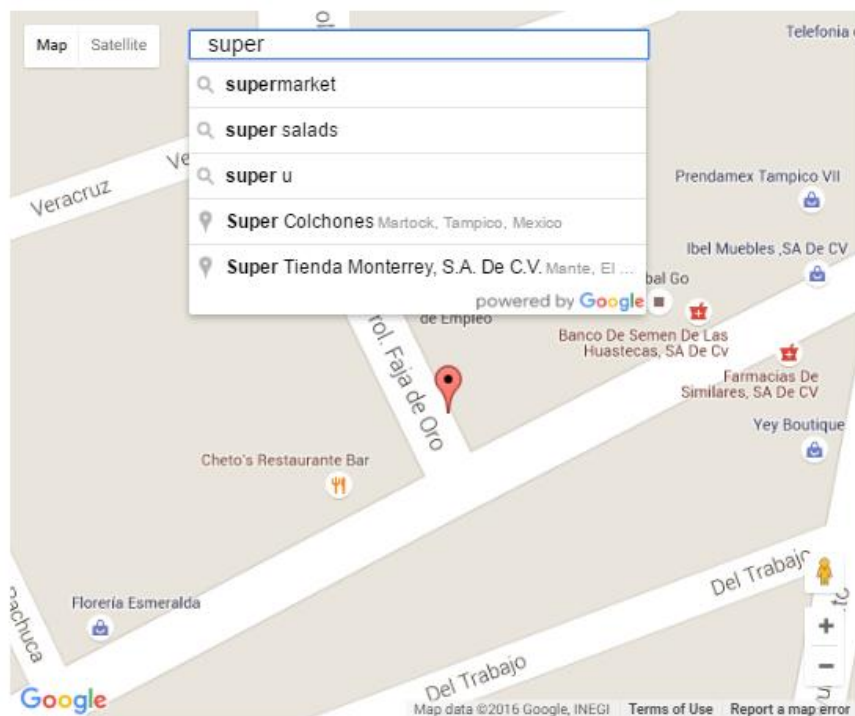 Map Satellite
super
supermarket
super salads
super u
Super Colchones Martock, Tampico, Mexico
Super Tienda Monterrey, S.A. De C.V. Mante, El ...
powered by Google
Telefonia
Veracruz
Prendamex Tampico VII
Ibel Muebles ,SA De CV
bal Go
de Empleo
rol. Faja de Oro
Banco De Semen De Las
Huastecas, SA De Cv
Farmacias De
Similares, SA De CV
Yey Boutique
Cheto's Restaurante Bar
Del Trabajo
Florería Esmeralda
Pachuca
Del Trabajo
Google
Map data ©2016 Google, INEGI Terms of Use Report a map error